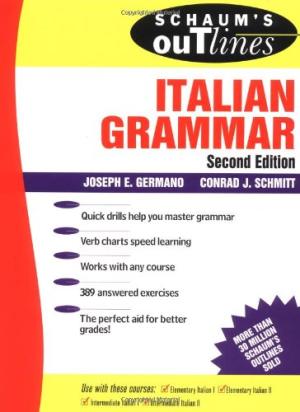 SCHAUM'S
ouTlines
ITALIAN
GRAMMAR
Second Edition
JOSEPH E. GERMANO CONRAD J. SCHMITT
Quick drills help you master grammar
Verb charts speed learning
Works with any course
389 answered exercises
The perfect aid for better
grades!
MORE THAN
30 MILLION
SCHAUM'S
OUTLINES
SOLD
Use with these courses: Elementary Italian I Elementary Italian II
Intermediate Italian I Intermediate Italian II